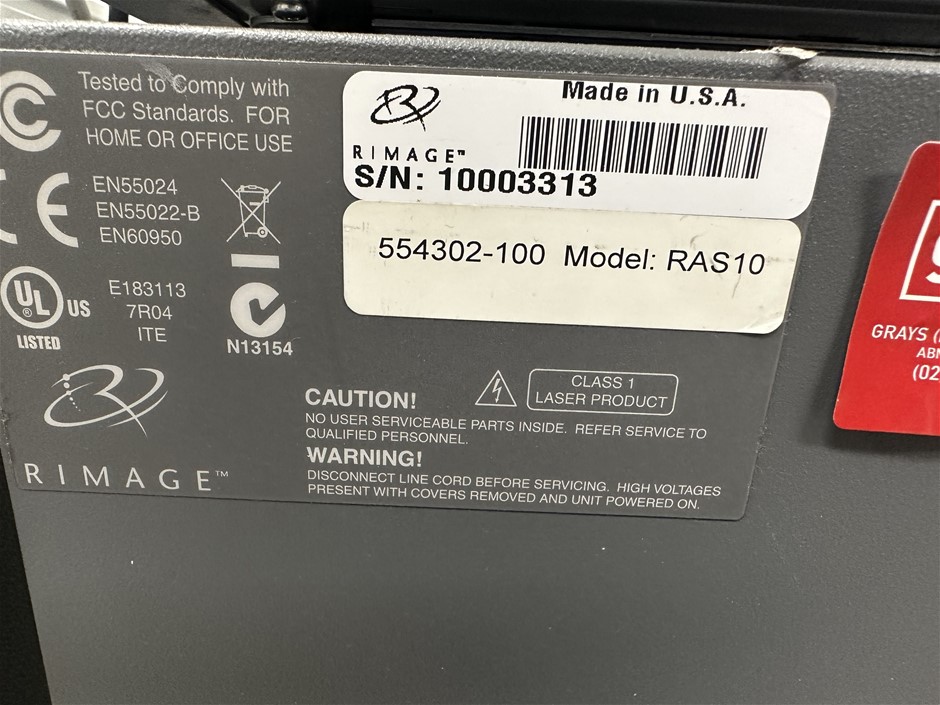 Tested to Comply with
FCC Standards. FOR
HOME OR OFFICE USE
EN55024
EN55022-B
EN60950
UL
US
LISTED
E183113
7R04
ITE
N13154
RIMAGE™
Made in U.S.A.
RIMAGE™
S/N: 10003313
554302-100 Model: RAS10
CLASS 1
LASER PRODUCT
CAUTION!
NO USER SERVICEABLE PARTS INSIDE. REFER SERVICE TO
QUALIFIED PERSONNEL.
WARNING!
DISCONNECT LINE CORD BEFORE SERVICING. HIGH VOLTAGES
PRESENT WITH COVERS REMOVED AND UNIT POWERED ON.
GRAYS
(02